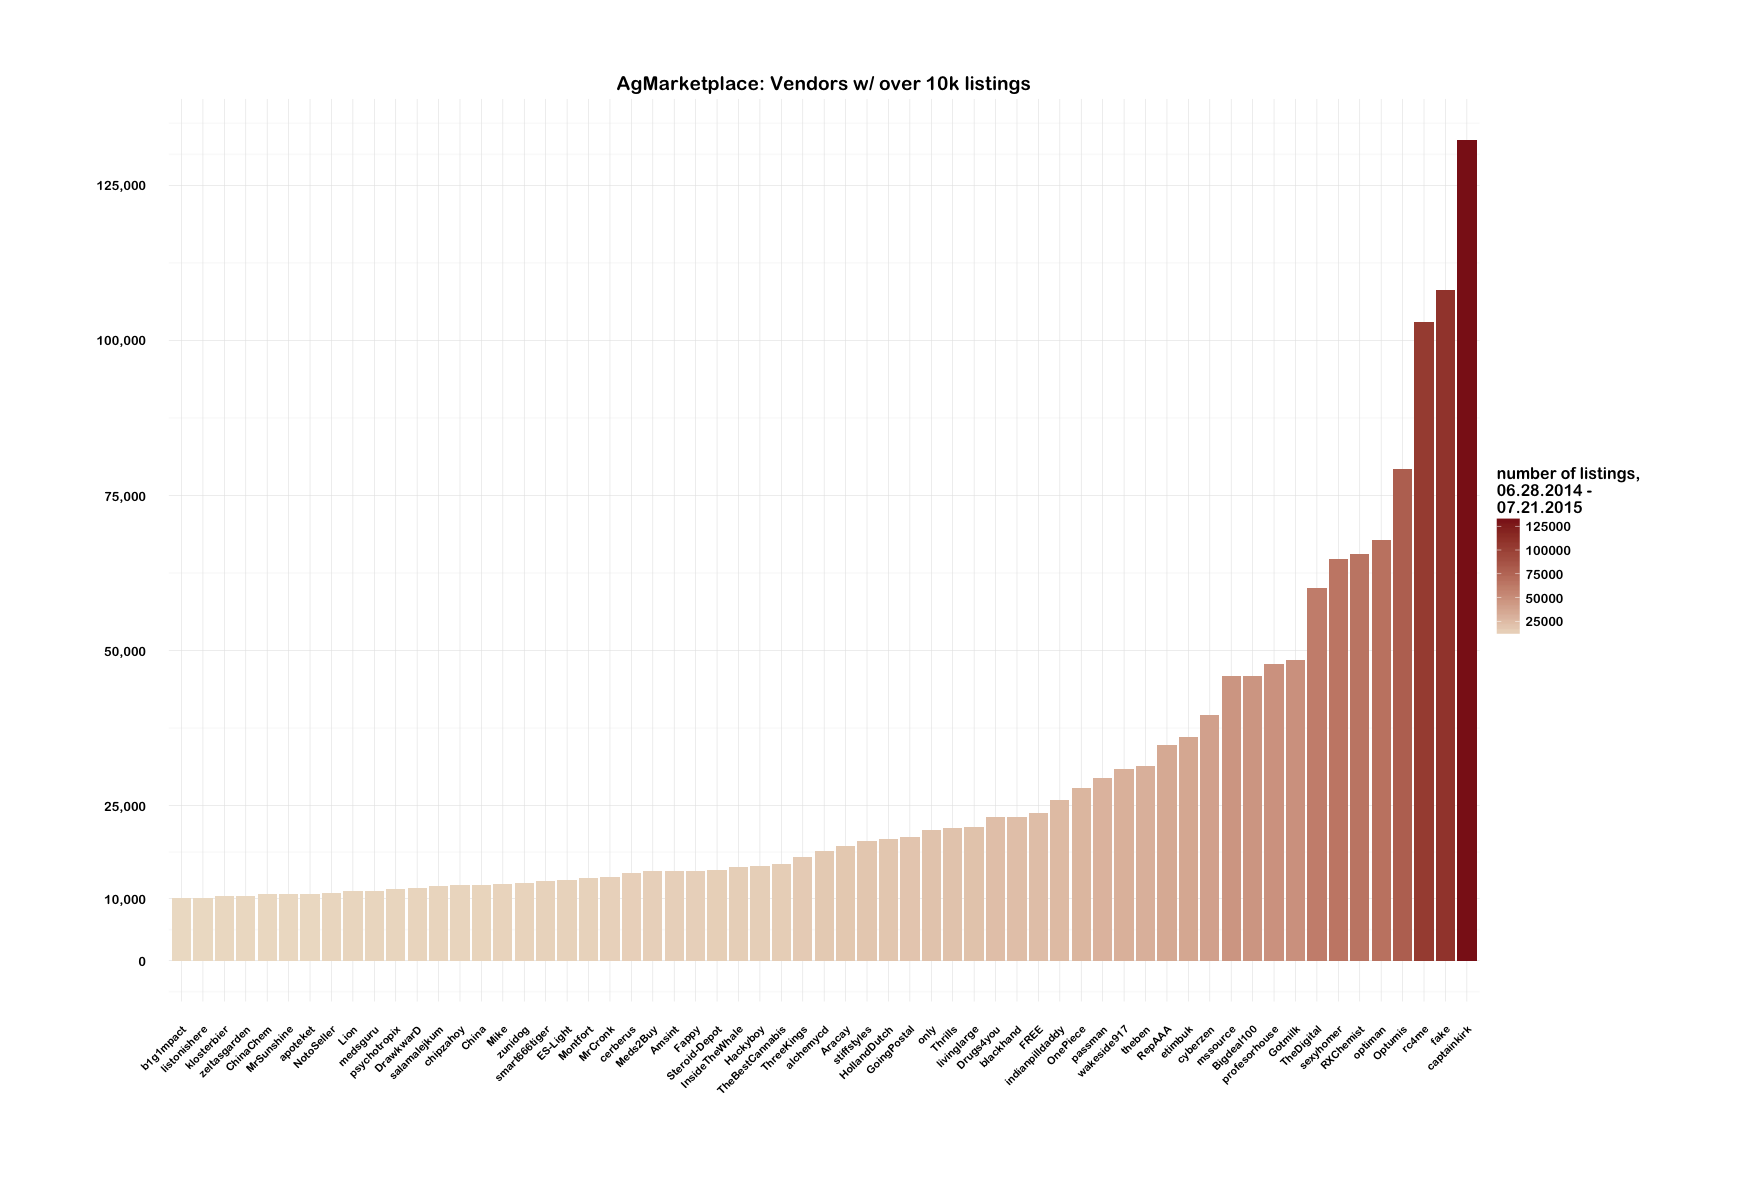 AgMarketplace: Vendors w/ over 10k listings
125,000
100,000
75,000
50,000
25,000
10,000
0
number of listings,
06.28.2014 -
07.21.2015
125000
100000
75000
50000
25000
b1g1mpact
listonishere
klosterbier
zeltasgarden
ChinaChem
MrSunshine
apoteket
NotoSeller
Lion
medsguru
psychotropix
DrawkwarD
salamalejkum
chipzahoy
China
Mike
zunidog
smart666tiger
ES-Light
Montfort
MrCronk
cerberus
Meds2Buy
Amsint
Fappy
Steroid-Depot
InsideTheWhale
Hackyboy
TheBestCannabis
ThreeKings
alchemycd
Aracay
stiffstyles
HollandDutch
GoingPostal
only
Thrills
livinglarge
Drugs4you
blackhand
FREE
indianpilldaddy
OnePiece
passman
wakeside917
theben
RepAAA
etimbuk
cyberzen
mssource
Bigdeal100
profesorhouse
Gotmilk
TheDigital
sexyhomer
RXChemist
optiman
Optumis
rc4me
fake
captainkirk